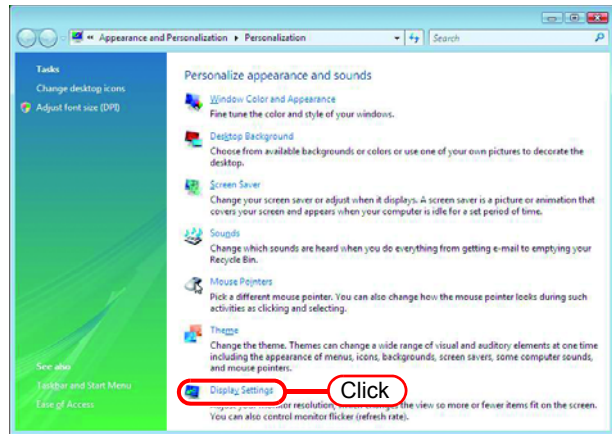 « Appearance and Personalization ▸ Personalization
Search
Tasks
Change desktop icons
Adjust font size (DPI)
See also
Taskbar and Start Menu
Ease of Access
Personalize appearance and sounds
Window Color and Appearance
Fine tune the color and style of your windows.
Desktop Background
Choose from available backgrounds or colors or use one of your own pictures to decorate the
desktop.
Screen Saver
Change your screen saver or adjust when it displays. A screen saver is a picture or animation that
covers your screen and appears when your computer is idle for a set period of time.
Sounds
Change which sounds are heard when you do everything from getting e-mail to emptying your
Recycle Bin.
Mouse Pointers
Pick a different mouse pointer. You can also change how the mouse pointer looks during such
activities as clicking and selecting.
Theme
Change the theme. Themes can change a wide range of visual and auditory elements at one time
including the appearance of menus, icons, backgrounds, screen savers, some computer sounds,
and mouse pointers.
Display Settings
Click
Adjust your monitor resolution, which changes the view so more or fewer items fit on the screen.
You can also control monitor flicker (refresh rate).